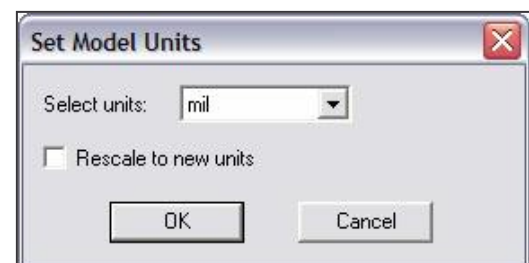 Set Model Units
Select units: mil
Rescale to new units
OK Cancel